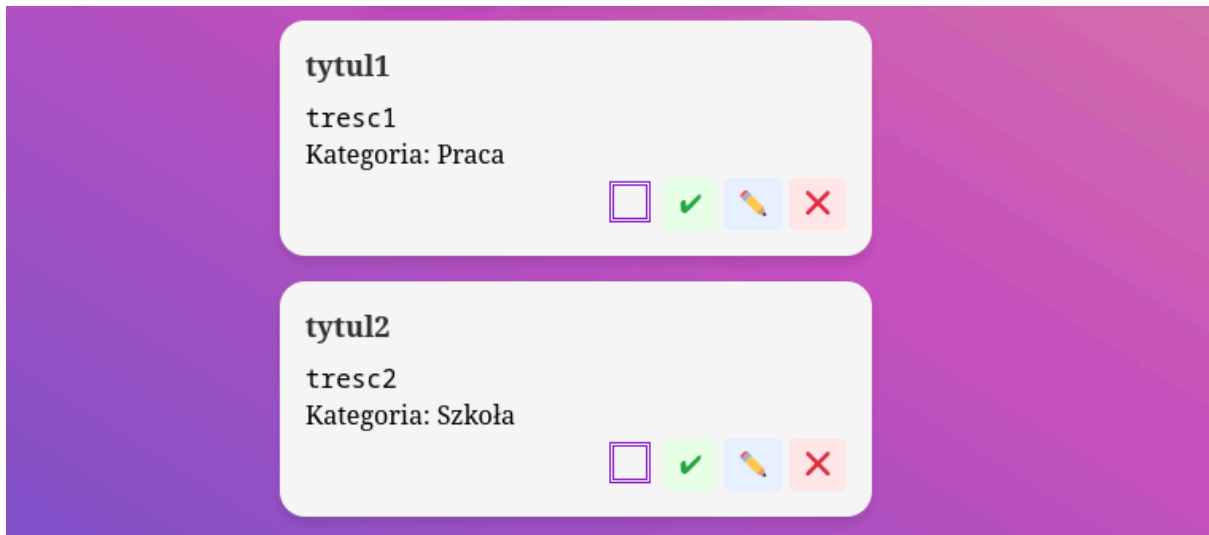 tytul1
tresc1
Kategoria: Praca
tytul2
tresc2
Kategoria: Szkoła